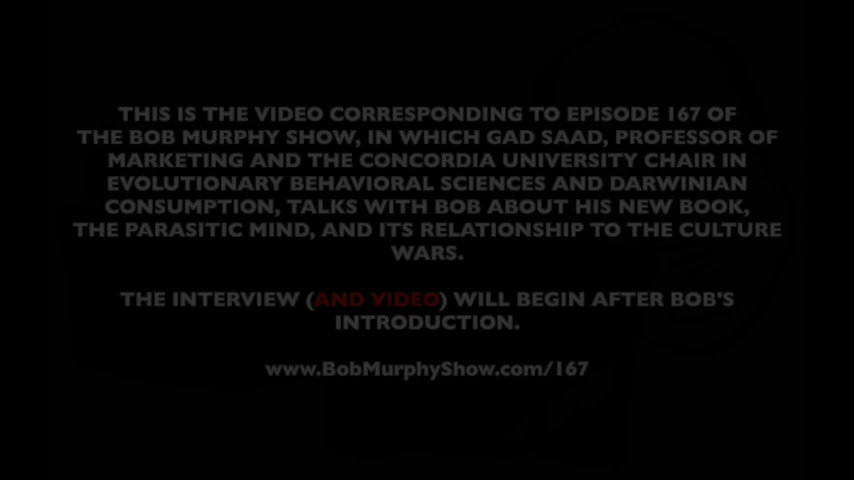 THIS IS THE VIDEO CORRESPONDING TO EPISODE 167 OF
THE BOB MURPHY SHOW, IN WHICH GAD SAAD, PROFESSOR OF
MARKETING AND THE CONCORDIA UNIVERSITY CHAIR IN
EVOLUTIONARY BEHAVIORAL SCIENCES AND DARWINIAN
CONSUMPTION, TALKS WITH BOB ABOUT HIS NEW BOOK,
THE PARASITIC MIND, AND ITS RELATIONSHIP TO THE CULTURE
WARS.
THE INTERVIEW (AND VIDEO) WILL BEGIN AFTER BOB'S
INTRODUCTION.
www.BobMurphyShow.com/167